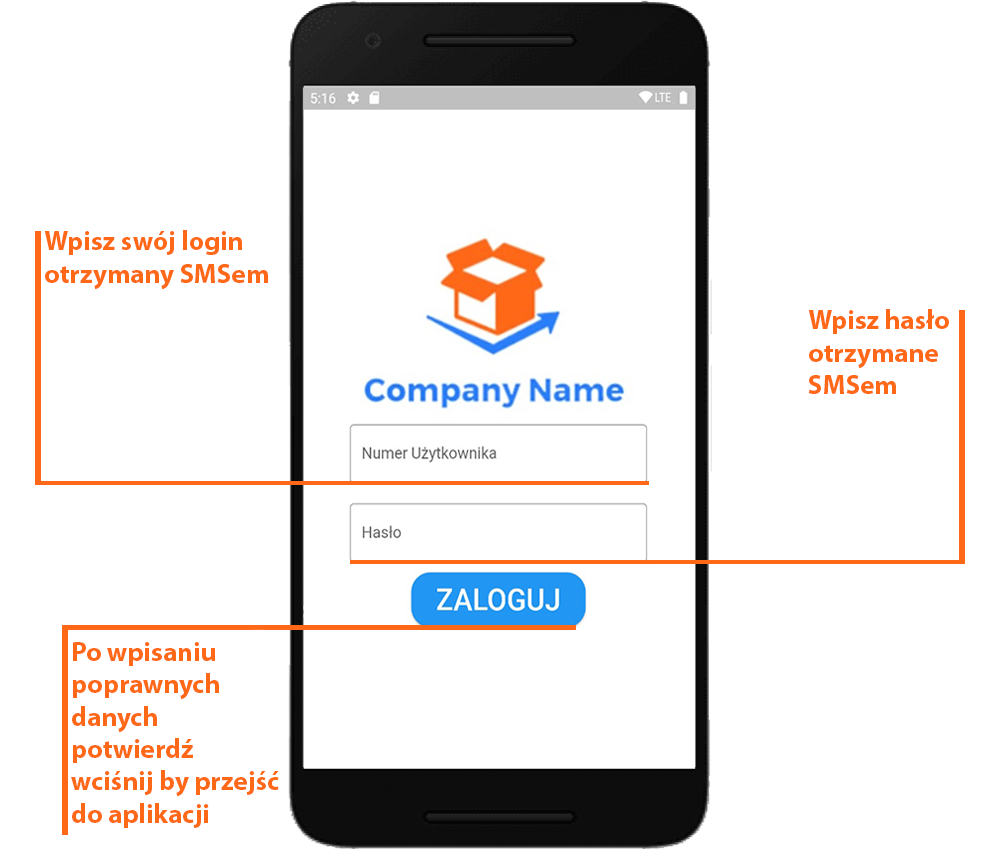 5:16
LTE
Wpisz swój login
otrzymany SMSem
Wpisz hasło
otrzymane
SMSem
Company Name
Numer Użytkownika
Hasło
ZALOGUJ
Po wpisaniu
poprawnych
danych
potwierdź
wciśnij by przejść
do aplikacji